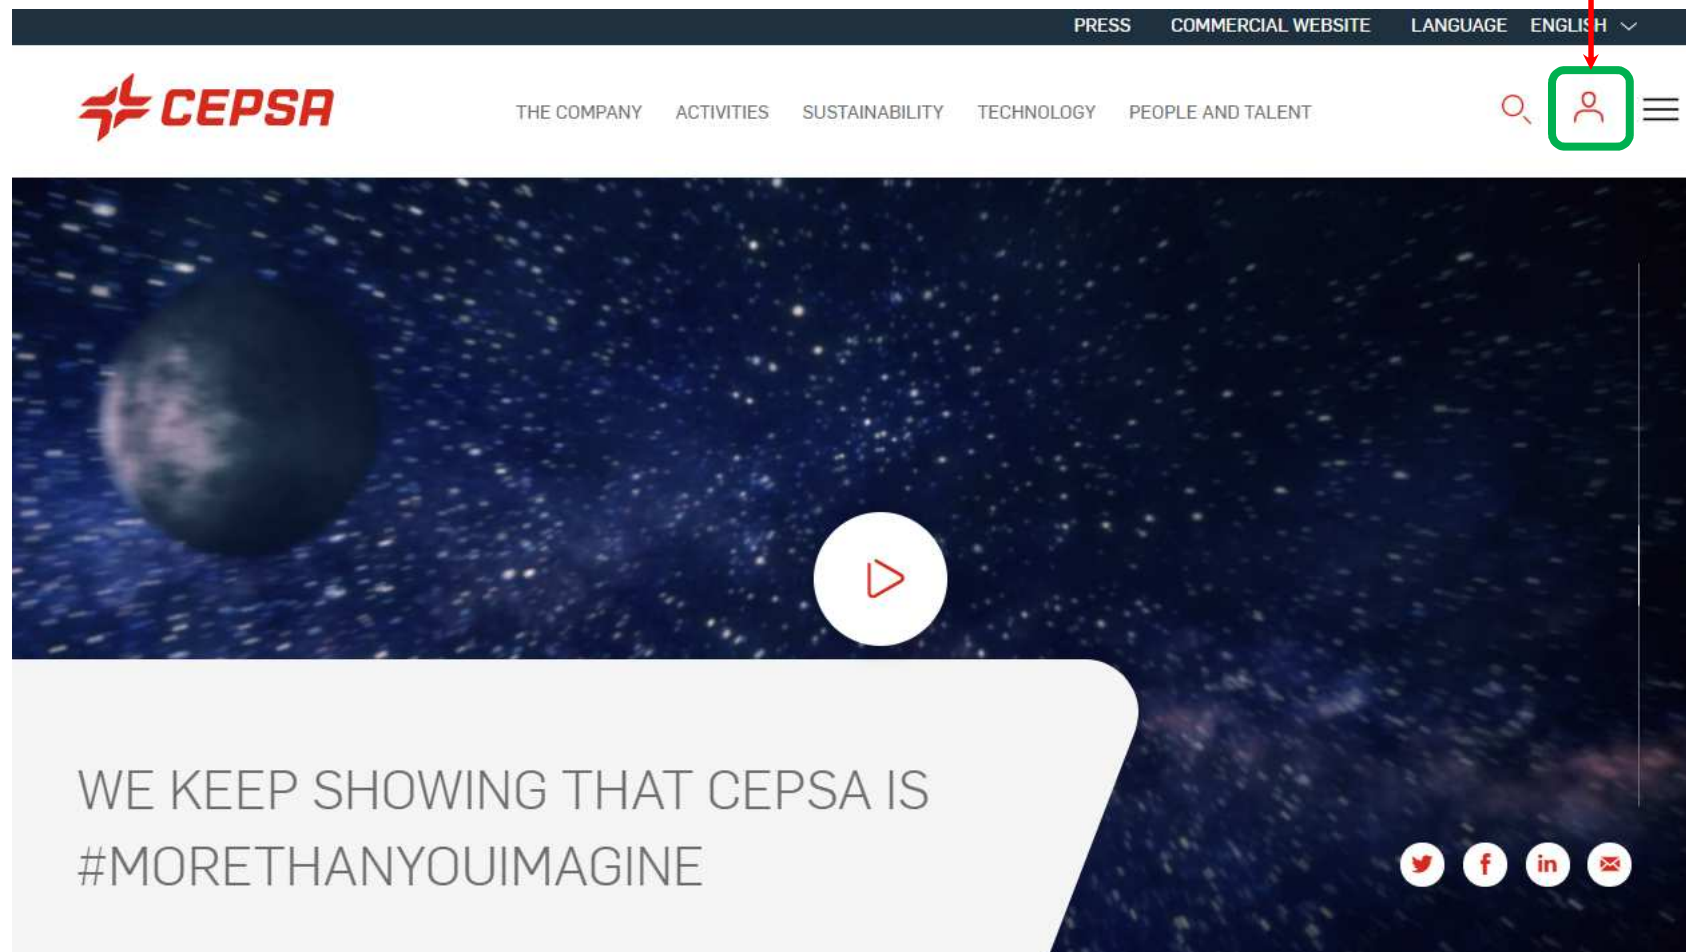 PRESS COMMERCIAL WEBSITE LANGUAGE ENGLISH
CEPSA
THE COMPANY ACTIVITIES SUSTAINABILITY TECHNOLOGY PEOPLE AND TALENT
WE KEEP SHOWING THAT CEPSA IS
#MORETHANYOUIMAGINE
f in